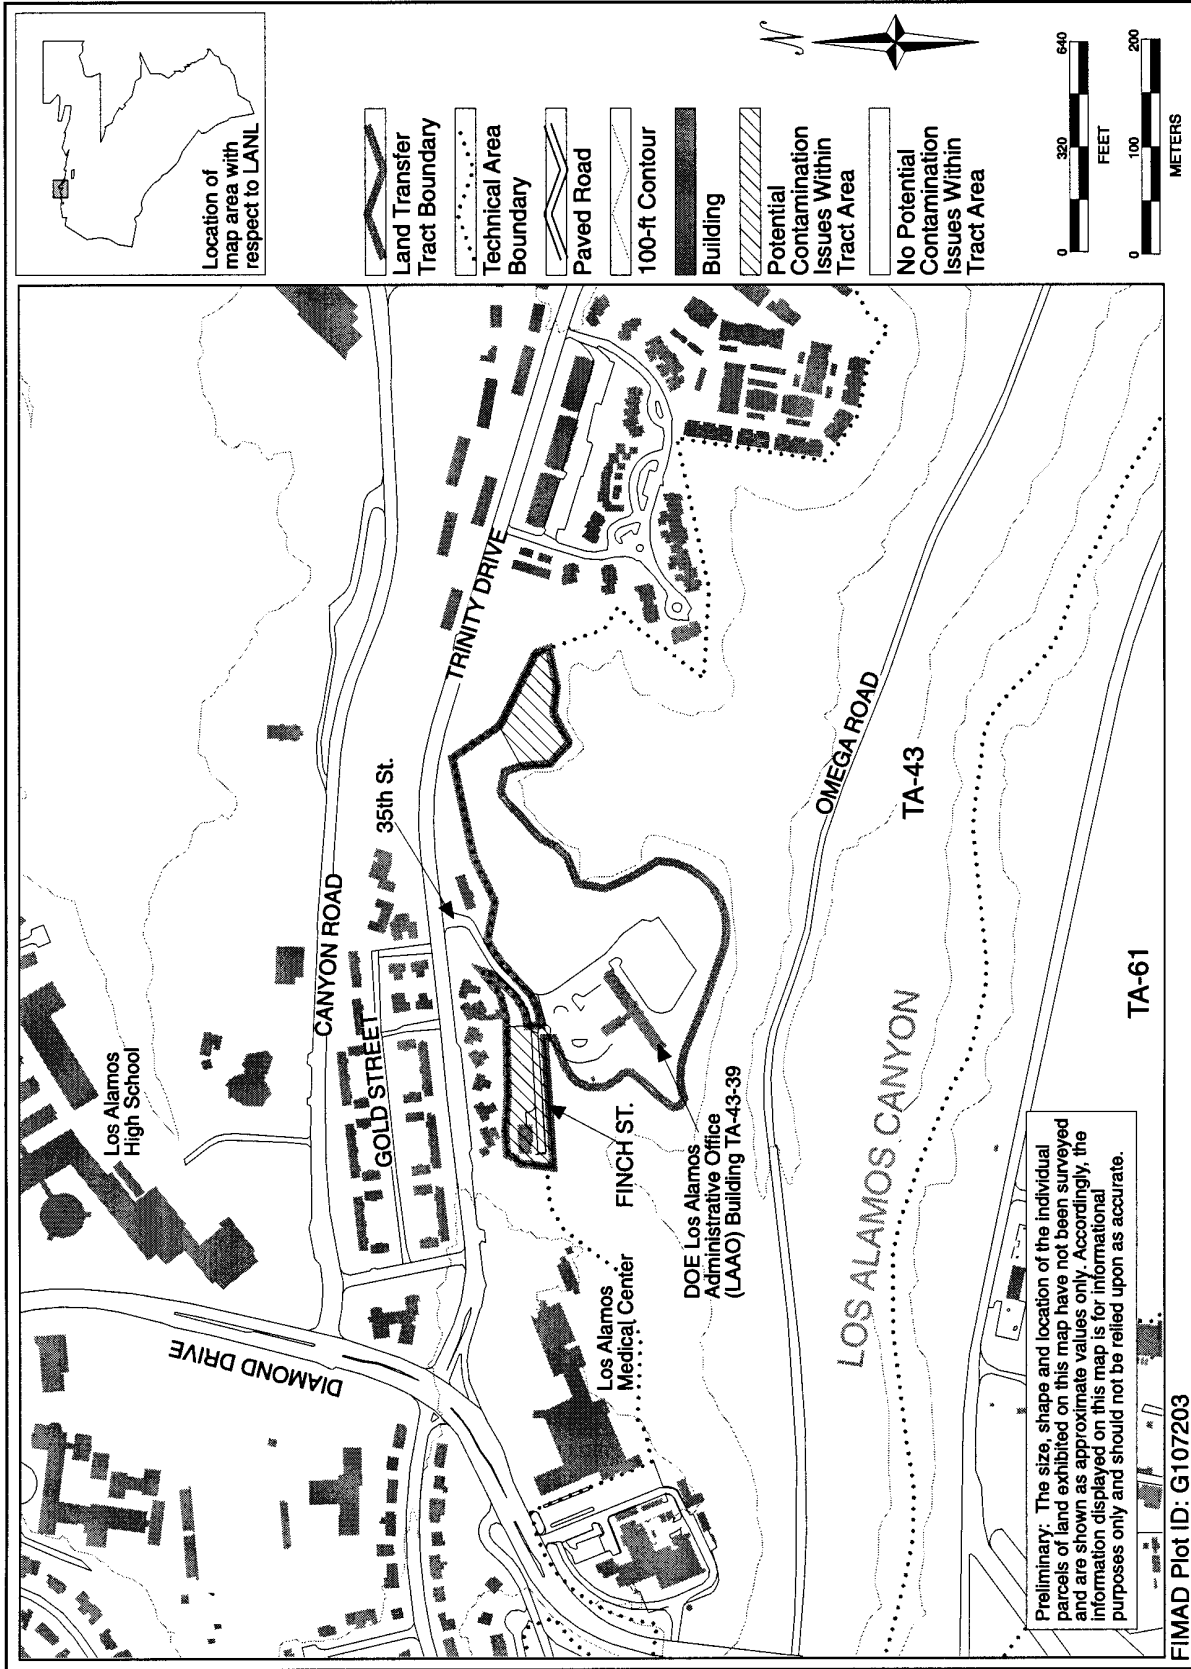 Location of
map area with
respect to LANL
Land Transfer
Tract Boundary
Technical Area
Boundary
Paved Road
100-ft Contour
Building
Potential
Contamination
Issues Within
Tract Area
No Potential
Contamination
Issues Within
Tract Area
N
0 320 640
FEET
0 100 200
METERS
Los Alamos
High School
DIAMOND DRIVE
CANYON ROAD
GOLD STREET
35th St.
TRINITY DRIVE
FINCH ST.
Los Alamos
Medical Center
DOE Los Alamos
Administrative Office
(LAAO) Building TA-43-39
OMEGA ROAD
TA-43
LOS ALAMOS CANYON
TA-61
Preliminary: The size, shape and location of the individual
parcels of land exhibited on this map have not been surveyed
and are shown as approximate values only. Accordingly, the
information displayed on this map is for informational
purposes only and should not be relied upon as accurate.
FIMAD Plot ID: G107203